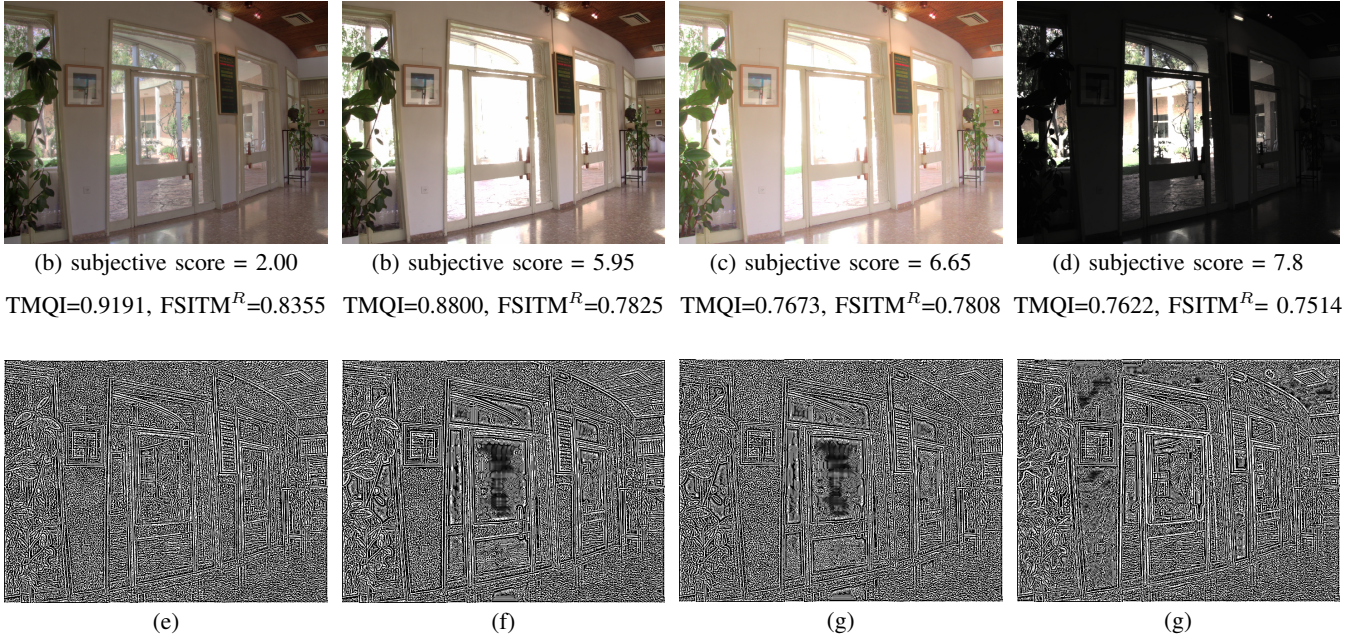 (b) subjective score = 2.00 (b) subjective score = 5.95 (c) subjective score = 6.65 (d) subjective score = 7.8
TMQI=0.9191, FSITM^R=0.8355 TMQI=0.8800, FSITM^R=0.7825 TMQI=0.7673, FSITM^R=0.7808 TMQI=0.7622, FSITM^R= 0.7514
(e) (f) (g) (g)